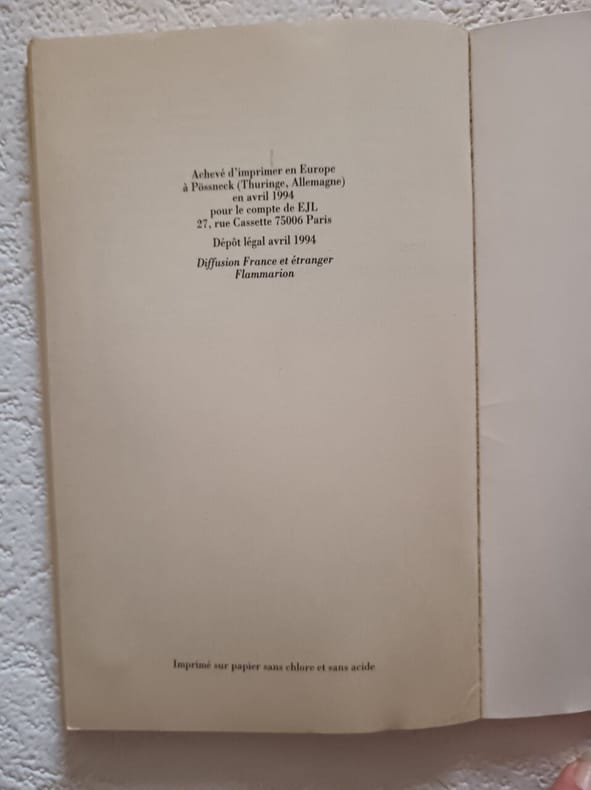 Achevé d'imprimer en Europe
à Pössneck (Thuringe, Allemagne)
en avril 1994
pour le compte de EJL
27, rue Cassette 75006 Paris
Dépôt légal avril 1994
Diffusion France et étranger
Flammarion
Imprimé sur papier sans chlore et sans acide